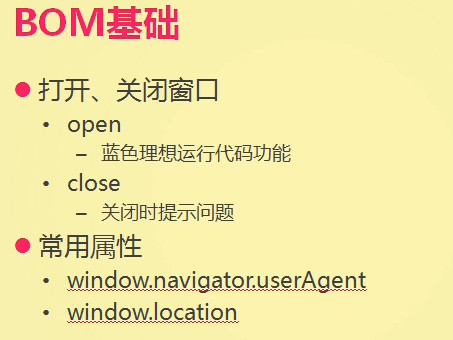 BOM基础
打开、关闭窗口
open
蓝色理想运行代码功能
close
关闭时提示问题
常用属性
window.navigator.userAgent
window.location